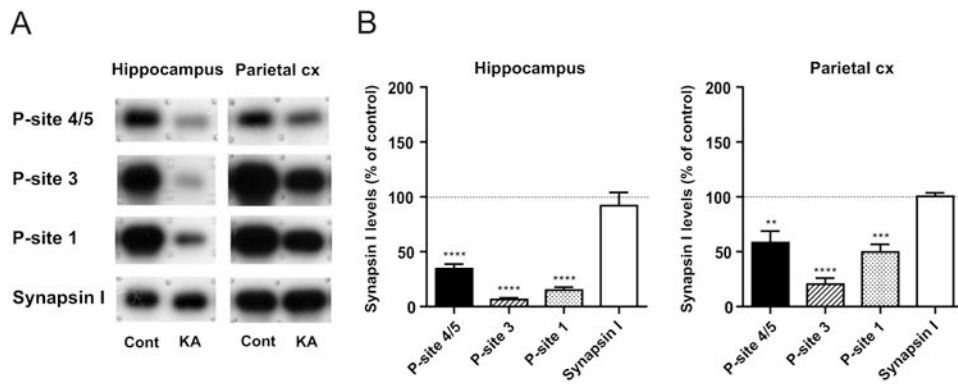 A
Hippocampus Parietal cx
P-site 4/5
P-site 3
P-site 1
Synapsin I
Cont KA Cont KA
B
Hippocampus
Synapsin I levels (% of control)
200
150
100
50
0
****
****
****
P-site 4/5
P-site 3
P-site 1
Synapsin I
Parietal cx
Synapsin I levels (% of control)
200
150
100
50
0
**
****
***
P-site 4/5
P-site 3
P-site 1
Synapsin I